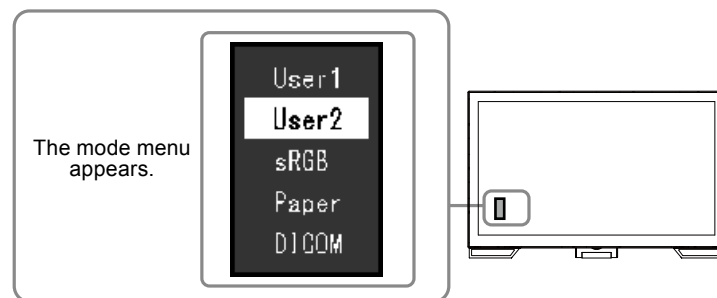 The mode menu
appears.
User1
User2
sRGB
Paper
DICOM